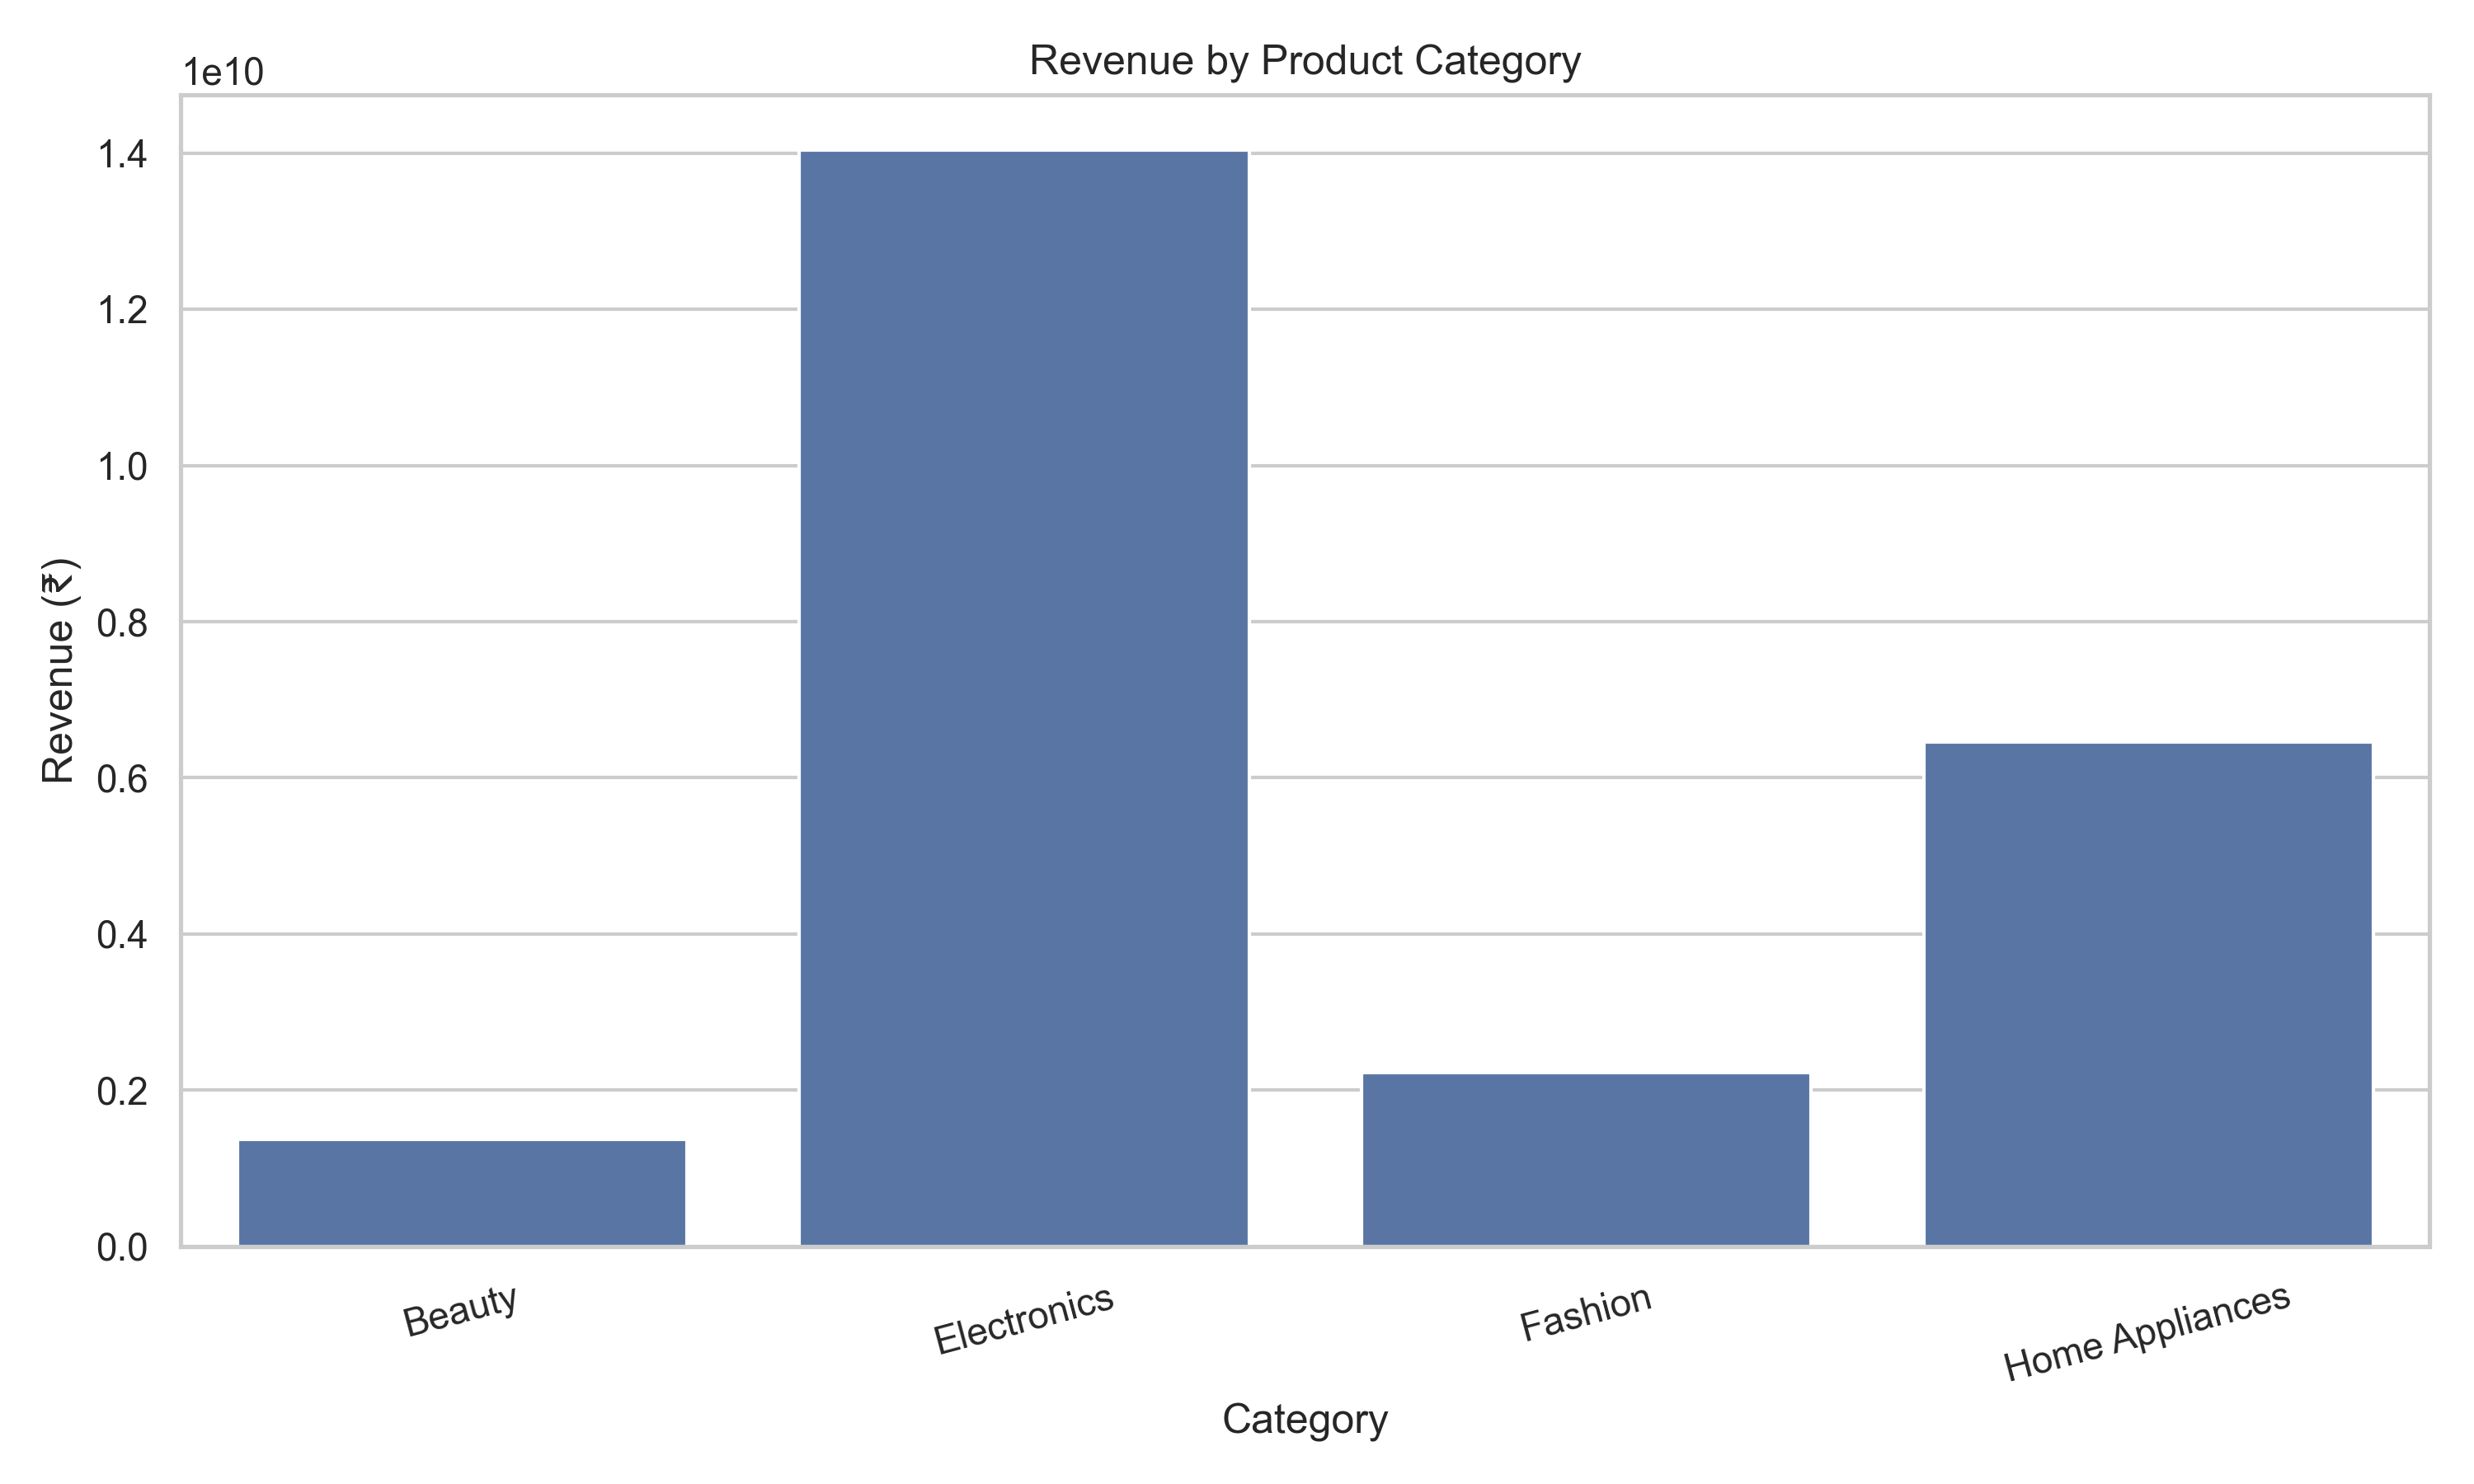 Revenue by Product Category
1e10
1.4
1.2
1.0
0.8
0.6
0.4
0.2
0.0
Revenue (₹)
Beauty
Electronics
Fashion
Home Appliances
Category